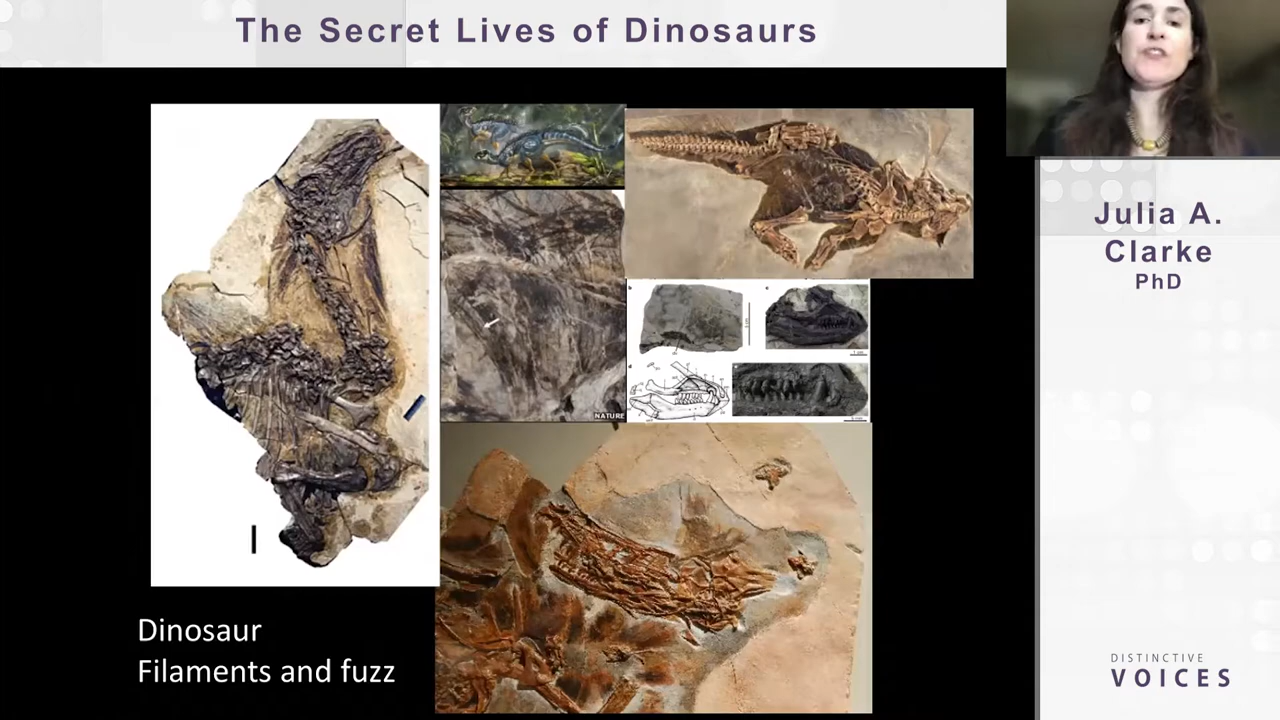 The Secret Lives of Dinosaurs
Julia A.
Clarke
PhD
NATURE
Dinosaur
Filaments and fuzz
DISTINCTIVE
VOICES